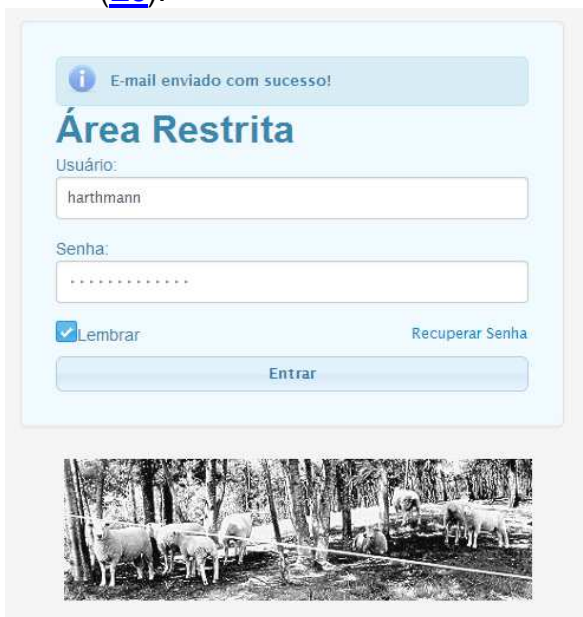 E-mail enviado com sucesso!
Área Restrita
Usuário:
harthmann
Senha:
.............
Lembrar
Recuperar Senha
Entrar